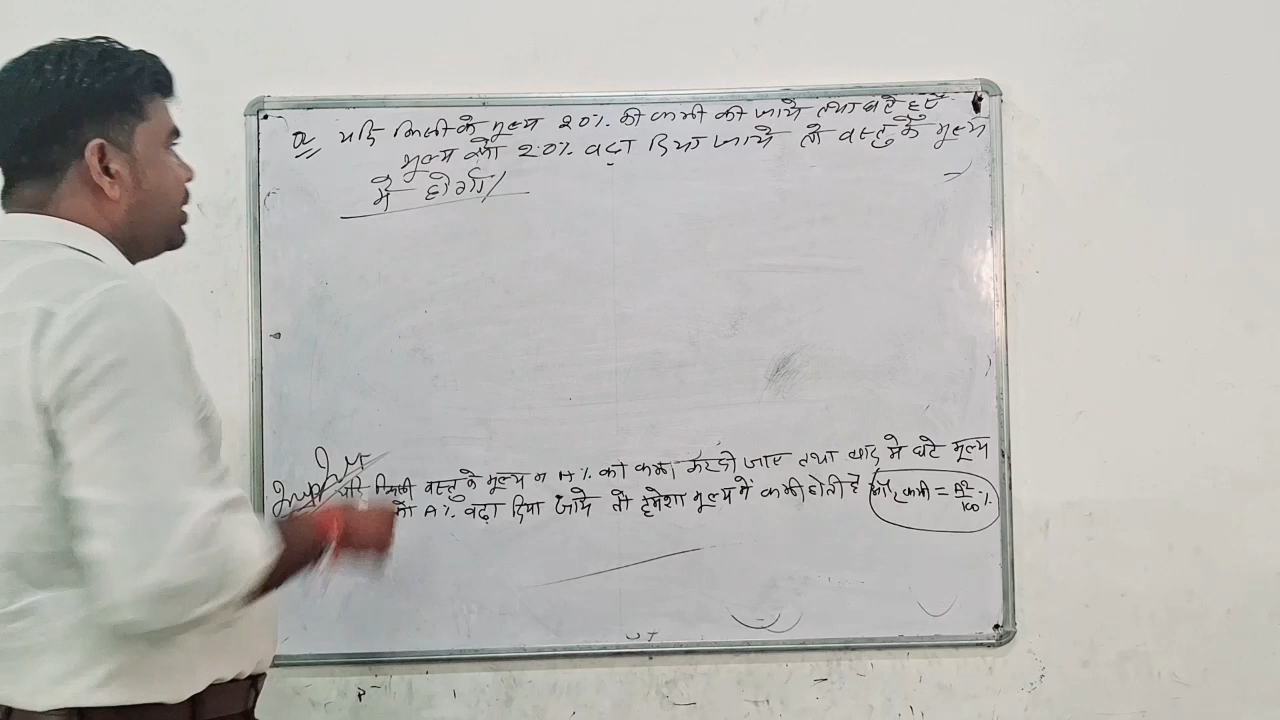 Q यदि किसी के मूल्य 20% की कमी की जाये तथा घटे हुऐ
मूल्य को 20% बढ़ा दिया जाये तो वस्तु के मूल्य
मे होगी/
Imp यदि किसी वस्तु के मूल्य A% की कमी करदी जाए तथा बाद मे घटे मूल्य
को A% बढ़ा दिया जाये तो हमेशा मूल्य में कमी होती है और, कमी = A²/100 %